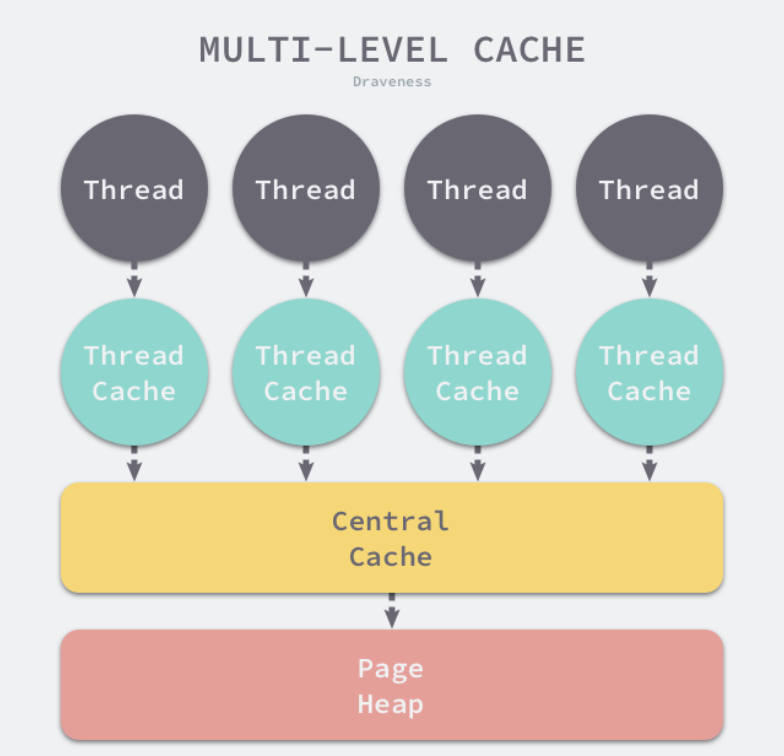 MULTI-LEVEL CACHE
Draveness
Thread
Thread
Thread
Thread
Thread
Cache
Thread
Cache
Thread
Cache
Thread
Cache
Central
Cache
Page
Heap